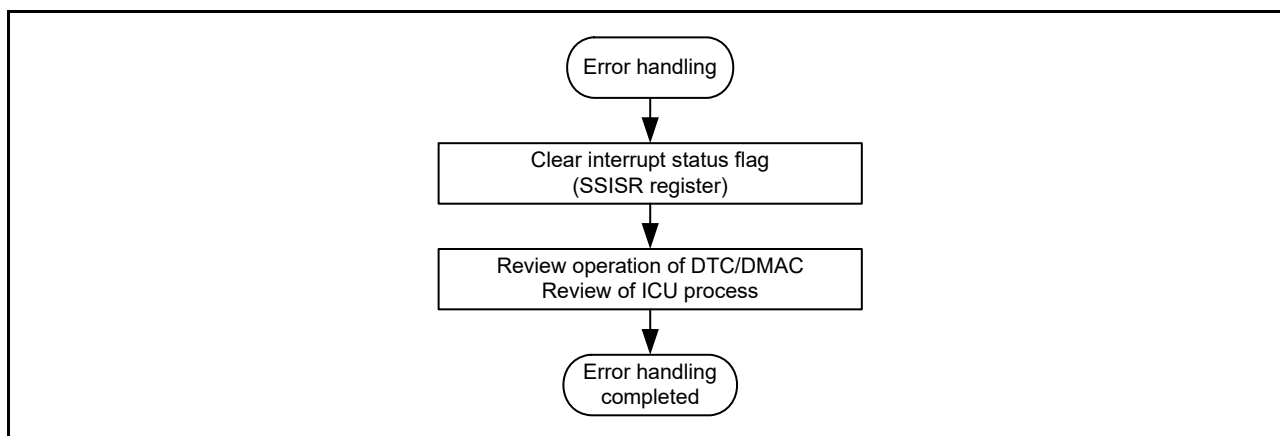 Error handling
Clear interrupt status flag
(SSISR register)
Review operation of DTC/DMAC
Review of ICU process
Error handling
completed